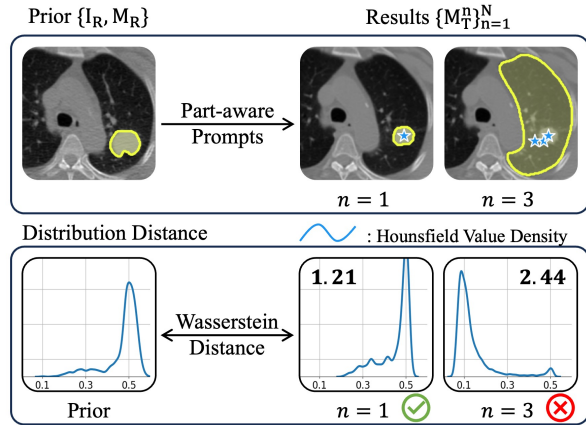 Prior {I_R, M_R}
Results {M_T^n}_{n=1}^N
Part-aware
Prompts
n = 1
n = 3
Distribution Distance
: Hounsfield Value Density
1.21
2.44
Wasserstein
Distance
0.1 0.3 0.5
0.1 0.3 0.5
0.1 0.3 0.5
Prior
n = 1
n = 3